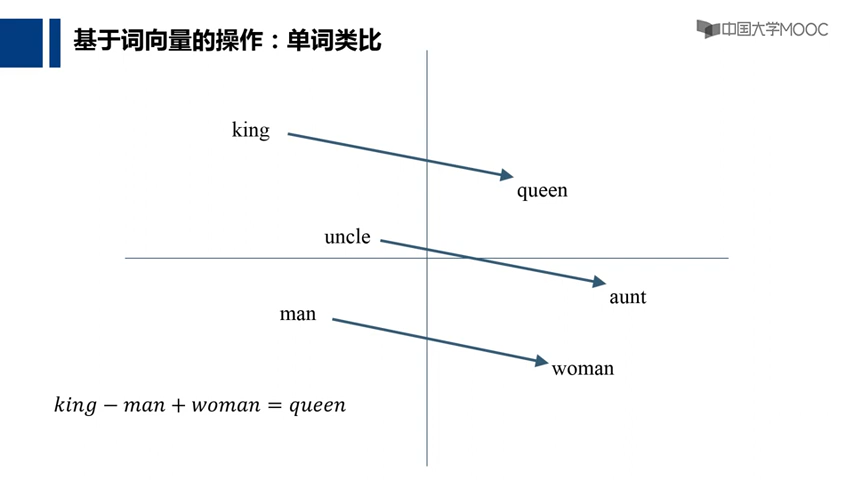 基于词向量的操作：单词类比
中国大学MOOC
king
queen
uncle
aunt
man
woman
king − man + woman = queen